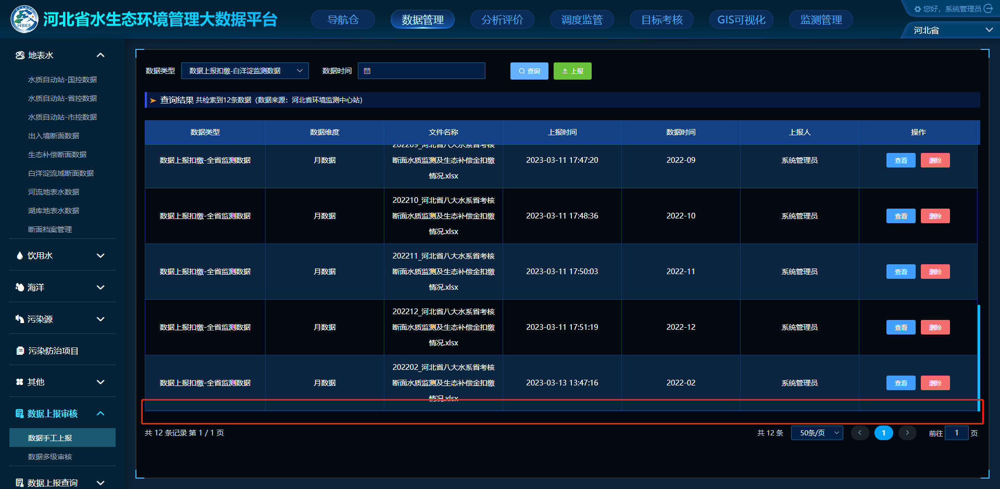 HBEE
河北省水生态环境管理大数据平台
导航仓
数据管理
分析评价
调度监管
目标考核
GIS可视化
监测管理
您好，系统管理员
河北省
地表水
水质自动站-国控数据
水质自动站-省控数据
水质自动站-市控数据
出入境断面数据
生态补偿断面数据
白洋淀流域断面数据
河流地表水数据
湖库地表水数据
断面档案管理
饮用水
海洋
污染源
污染防治项目
其他
数据上报审核
数据手工上报
数据多级审核
数据上报查询
数据类型
数据上报扣缴-白洋淀监测数据
数据时间
查询
上报
查询结果 共检索到12条数据（数据来源：河北省环境监测中心站）
数据类型 数据维度 文件名称 上报时间 数据时间 上报人 操作
202209_河北省八大水系省考核
数据上报扣缴-全省监测数据 月数据 断面水质监测及生态补偿金扣缴 2023-03-11 17:47:20 2022-09 系统管理员 查看 删除
情况.xlsx
202210_河北省八大水系省考核
数据上报扣缴-全省监测数据 月数据 断面水质监测及生态补偿金扣缴 2023-03-11 17:48:36 2022-10 系统管理员 查看 删除
情况.xlsx
202211_河北省八大水系省考核
数据上报扣缴-全省监测数据 月数据 断面水质监测及生态补偿金扣缴 2023-03-11 17:50:03 2022-11 系统管理员 查看 删除
情况.xlsx
202212_河北省八大水系省考核
数据上报扣缴-全省监测数据 月数据 断面水质监测及生态补偿金扣缴 2023-03-11 17:51:19 2022-12 系统管理员 查看 删除
情况.xlsx
202202_河北省八大水系省考核
数据上报扣缴-全省监测数据 月数据 断面水质监测及生态补偿金扣缴 2023-03-13 13:47:16 2022-02 系统管理员 查看 删除
情况.xlsx
共 12 条记录 第 1 / 1 页
共 12 条 50条/页 1 前往 1 页